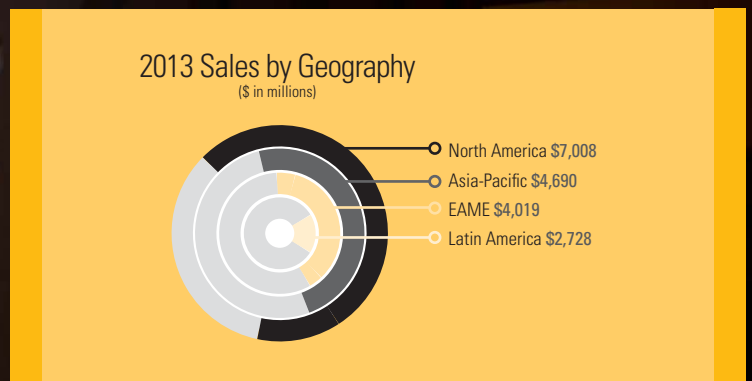 2013 Sales by Geography
($ in millions)
North America $7,008
Asia-Pacific $4,690
EAME $4,019
Latin America $2,728